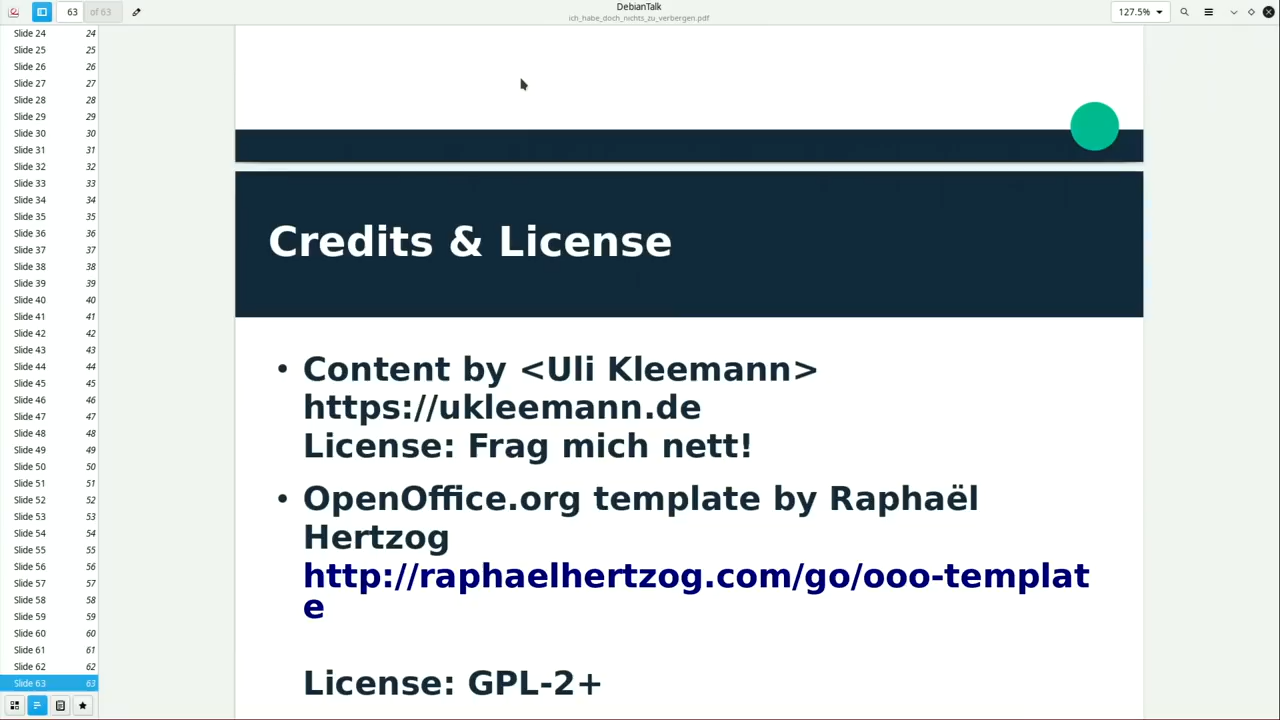 63 of 63
DebianTalk
ich_habe_doch_nichts_zu_verbergen.pdf
127.5%
Slide 24 24
Slide 25 25
Slide 26 26
Slide 27 27
Slide 28 28
Slide 29 29
Slide 30 30
Slide 31 31
Slide 32 32
Slide 33 33
Slide 34 34
Slide 35 35
Slide 36 36
Slide 37 37
Slide 38 38
Slide 39 39
Slide 40 40
Slide 41 41
Slide 42 42
Slide 43 43
Slide 44 44
Slide 45 45
Slide 46 46
Slide 47 47
Slide 48 48
Slide 49 49
Slide 50 50
Slide 51 51
Slide 52 52
Slide 53 53
Slide 54 54
Slide 55 55
Slide 56 56
Slide 57 57
Slide 58 58
Slide 59 59
Slide 60 60
Slide 61 61
Slide 62 62
Slide 63 63
Credits & License
• Content by <Uli Kleemann>
https://ukleemann.de
License: Frag mich nett!
• OpenOffice.org template by Raphaël
Hertzog
http://raphaelhertzog.com/go/ooo-templat
e
License: GPL-2+